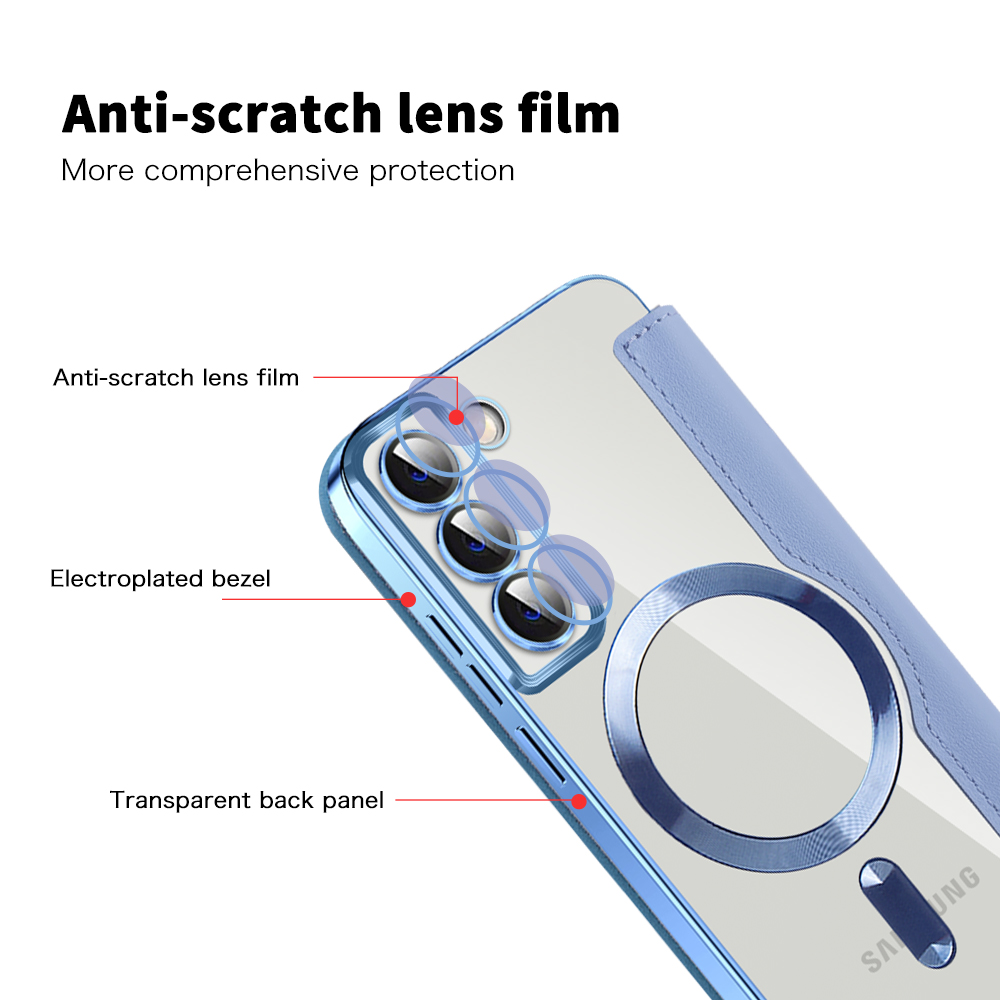 Anti-scratch lens film
More comprehensive protection
Anti-scratch lens film
Electroplated bezel
Transparent back panel